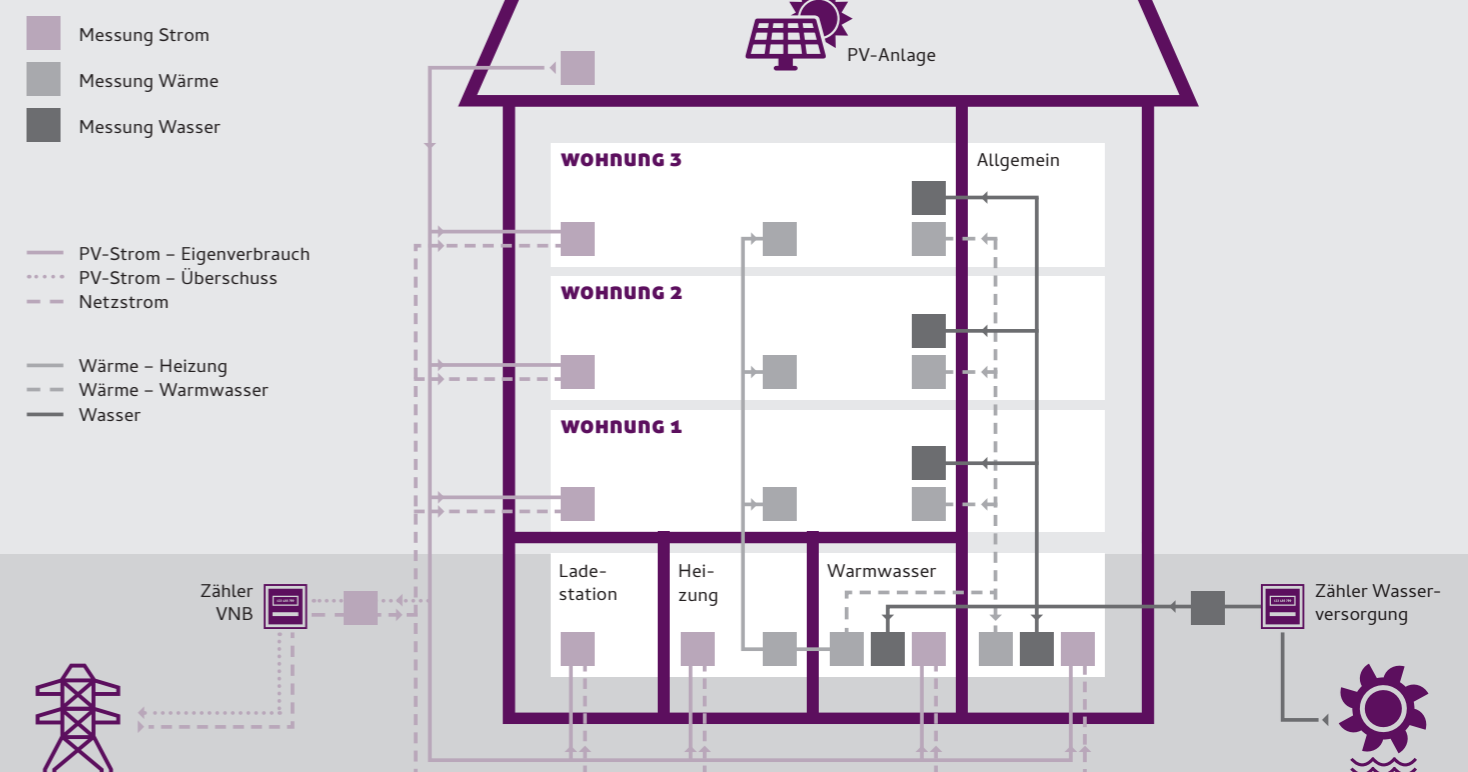 Messung Strom
Messung Wärme
Messung Wasser
PV-Anlage
WOHNUNG 3
Allgemein
PV-Strom – Eigenverbrauch
PV-Strom – Überschuss
Netzstrom
WOHNUNG 2
Wärme – Heizung
Wärme – Warmwasser
Wasser
WOHNUNG 1
Lade-
station
Hei-
zung
Warmwasser
Zähler
VNB
Zähler Wasser-
versorgung